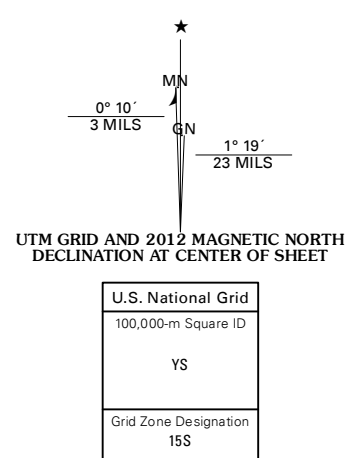 MN
0° 10´
3 MILS
GN
1° 19´
23 MILS
UTM GRID AND 2012 MAGNETIC NORTH
DECLINATION AT CENTER OF SHEET
U.S. National Grid
100,000-m Square ID
YS
Grid Zone Designation
15S